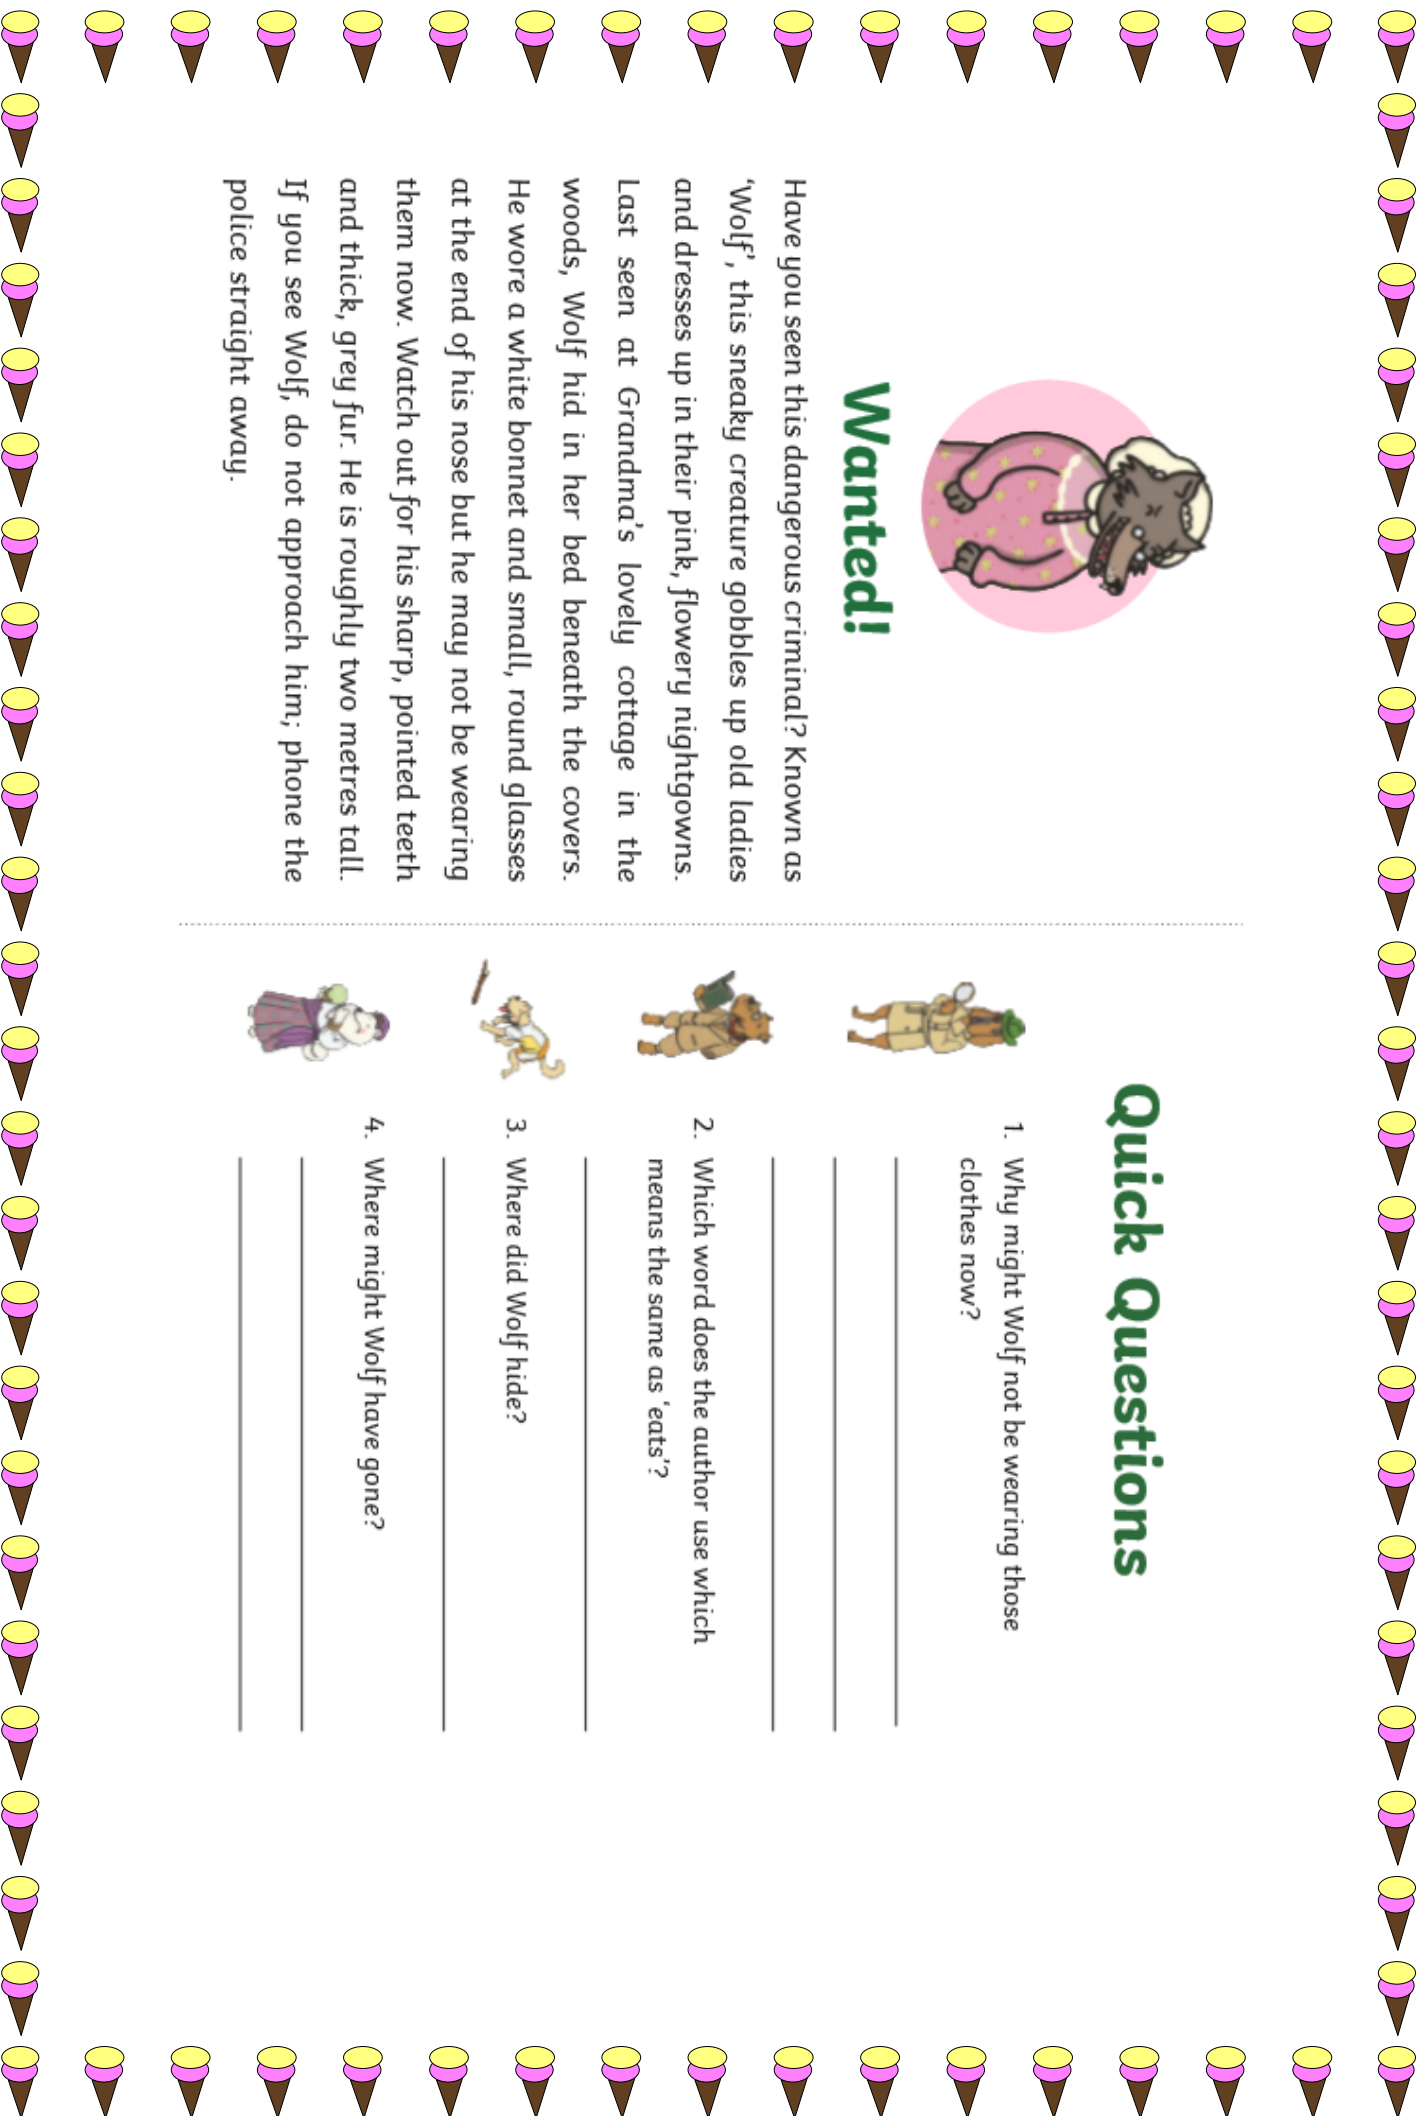 Wanted!
Have you seen this dangerous criminal? Known as
‘Wolf’, this sneaky creature gobbles up old ladies
and dresses up in their pink, flowery nightgowns.
Last seen at Grandma’s lovely cottage in the
woods, Wolf hid in her bed beneath the covers.
He wore a white bonnet and small, round glasses
at the end of his nose but he may not be wearing
them now. Watch out for his sharp, pointed teeth
and thick, grey fur. He is roughly two metres tall.
If you see Wolf, do not approach him; phone the
police straight away.
Quick Questions
1. Why might Wolf not be wearing those
clothes now?
2. Which word does the author use which
means the same as ‘eats’?
3. Where did Wolf hide?
4. Where might Wolf have gone?